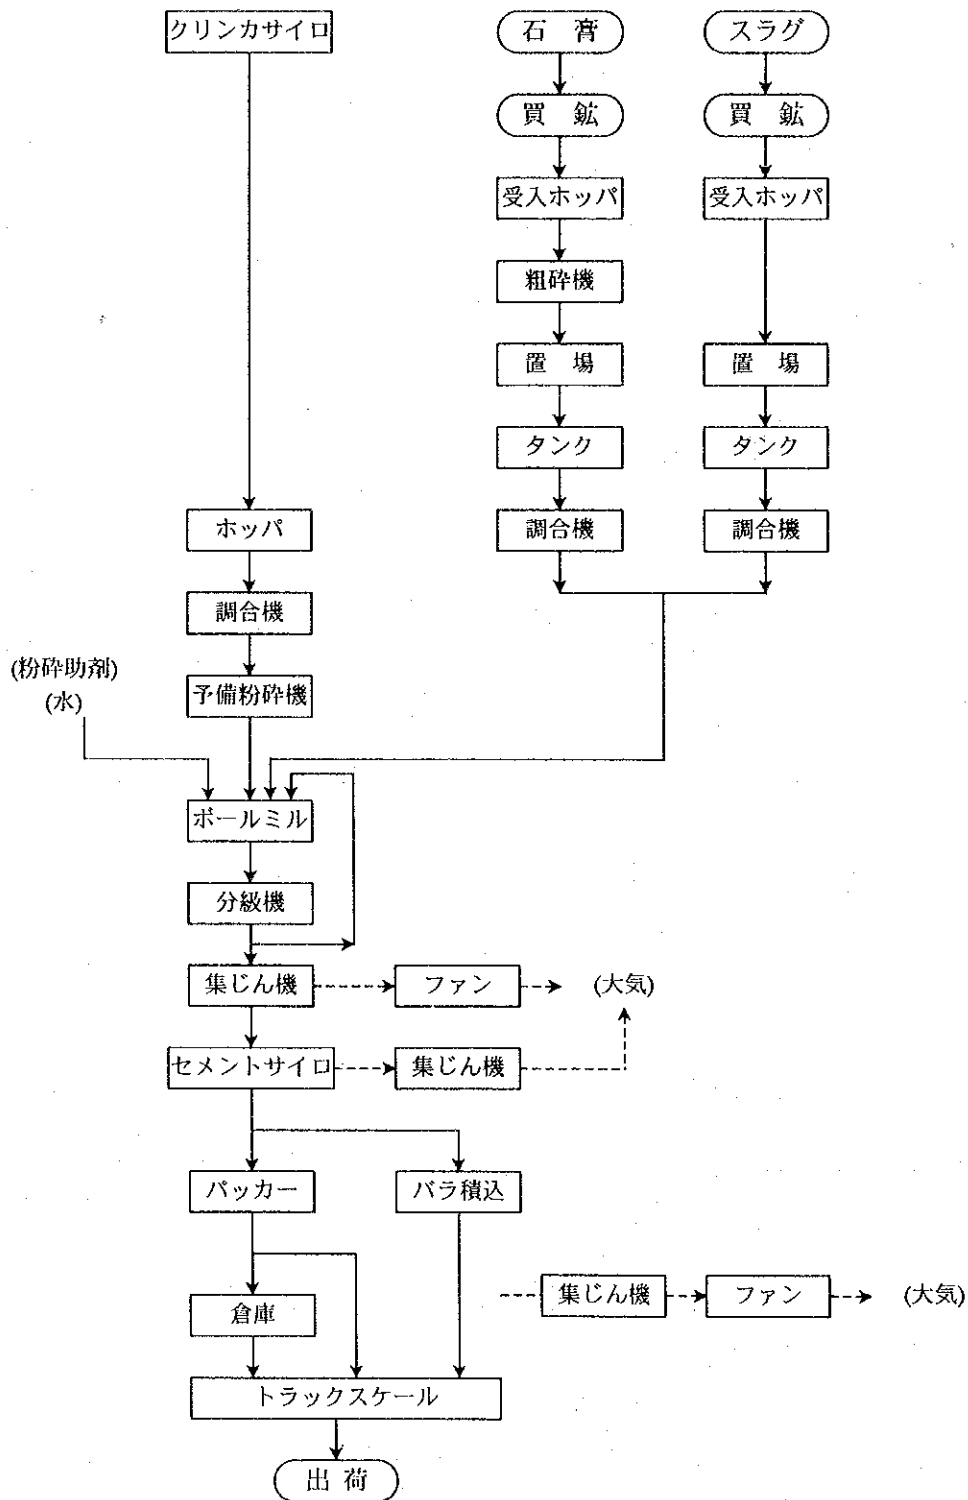 クリンカサイロ
石膏
スラグ
買鉱
買鉱
受入ホッパ
受入ホッパ
粗砕機
置場
置場
タンク
タンク
ホッパ
調合機
調合機
調合機
(粉砕助剤)
(水)
予備粉砕機
ボールミル
分級機
集じん機
ファン
(大気)
セメントサイロ
集じん機
パッカー
バラ積込
集じん機
ファン
(大気)
倉庫
トラックスケール
出荷